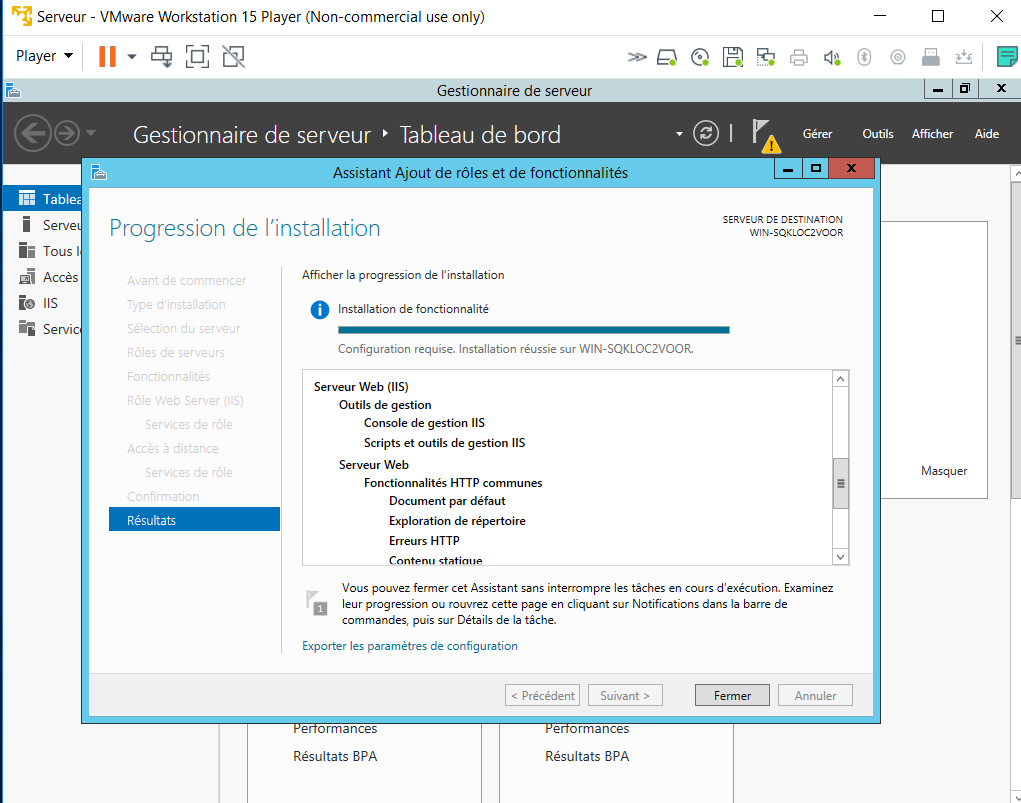 Serveur - VMware Workstation 15 Player (Non-commercial use only)
Player
Gestionnaire de serveur
Gestionnaire de serveur
Tableau de bord
Gérer
Outils
Afficher
Aide
Assistant Ajout de rôles et de fonctionnalités
Progression de l'installation
SERVEUR DE DESTINATION
WIN-SQKLOC2VOOR
Tablea
Serveu
Tous l
Accès
IIS
Servic
Avant de commencer
Type d'installation
Sélection du serveur
Rôles de serveurs
Fonctionnalités
Rôle Web Server (IIS)
Services de rôle
Accès à distance
Services de rôle
Confirmation
Résultats
Afficher la progression de l'installation
Installation de fonctionnalité
Configuration requise. Installation réussie sur WIN-SQKLOC2VOOR.
Serveur Web (IIS)
Outils de gestion
Console de gestion IIS
Scripts et outils de gestion IIS
Serveur Web
Fonctionnalités HTTP communes
Document par défaut
Exploration de répertoire
Erreurs HTTP
Contenu statique
1
Vous pouvez fermer cet Assistant sans interrompre les tâches en cours d'exécution. Examinez
leur progression ou rouvrez cette page en cliquant sur Notifications dans la barre de
commandes, puis sur Détails de la tâche.
Exporter les paramètres de configuration
< Précédent
Suivant >
Fermer
Annuler
Masquer
Performances
Performances
Résultats BPA
Résultats BPA